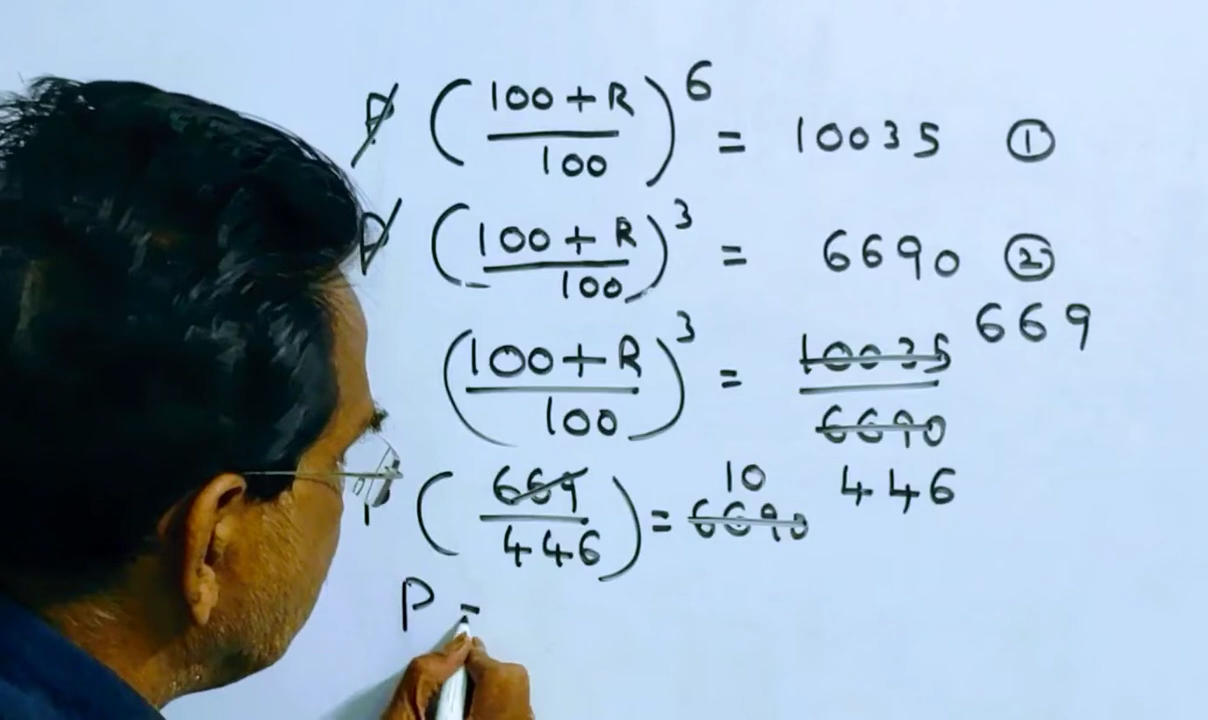 P ( 100 + R / 100 )^6 = 10035 ①
P ( 100 + R / 100 )^3 = 6690 ②
( 100 + R / 100 )^3 = 10035 / 6690 669
446
( 669 / 446 ) = 6690 10
P =